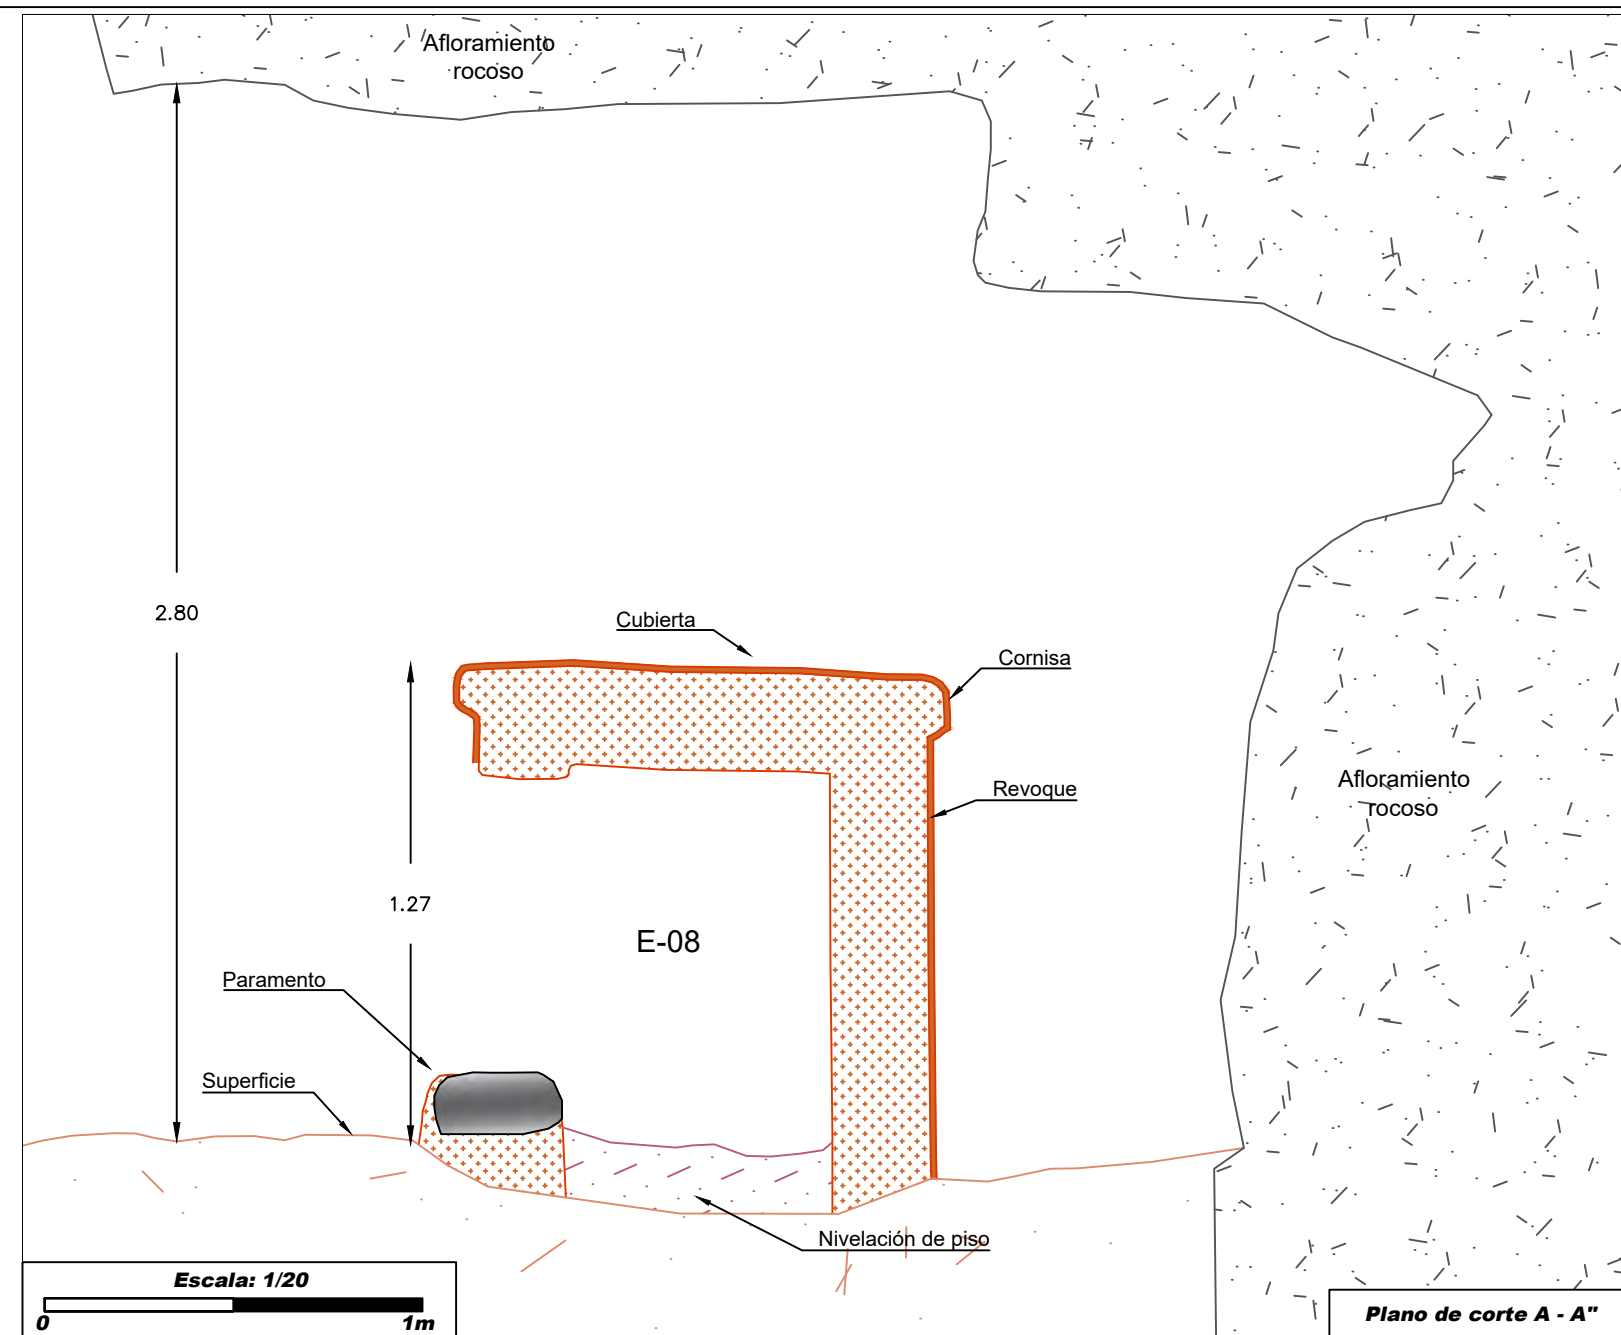 Afloramiento
rocoso
2.80
Cubierta
Cornisa
Afloramiento
rocoso
Revoque
1.27
E-08
Paramento
Superficie
Nivelación de piso
Escala: 1/20
0 1m
Plano de corte A - A"